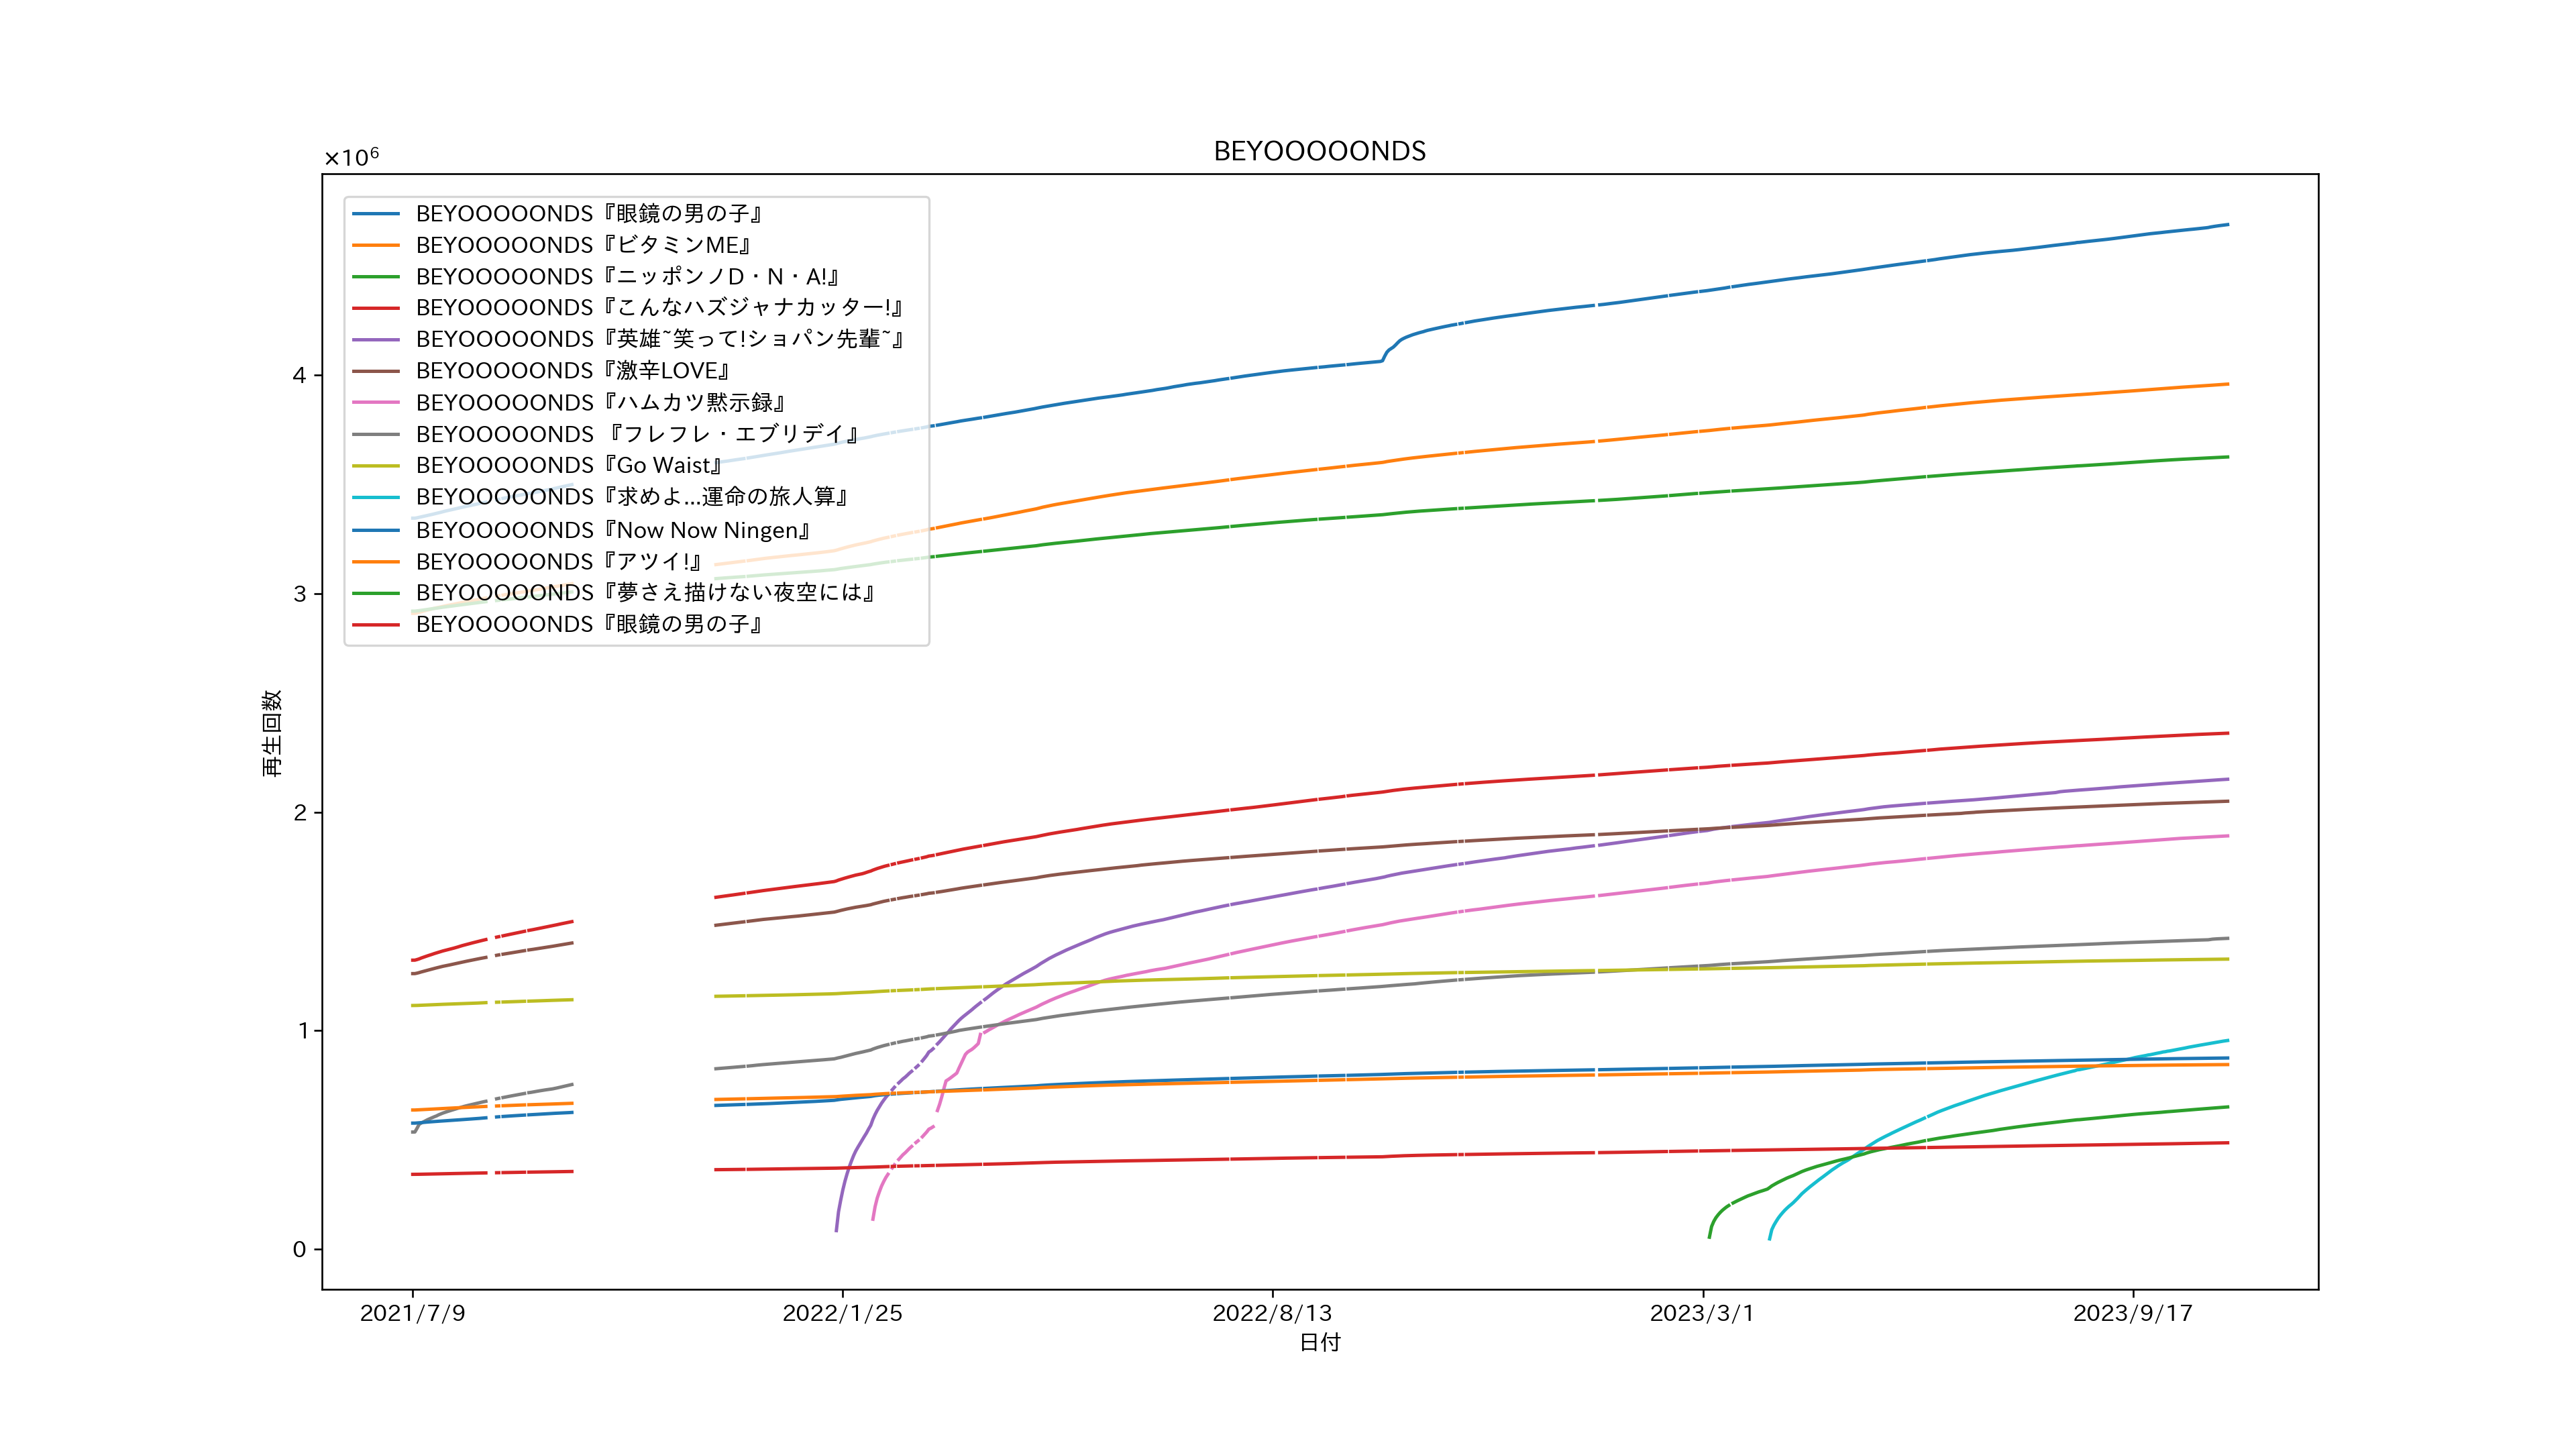 BEYOOOOONDS
×10⁶
BEYOOOOONDS『眼鏡の男の子』
BEYOOOOONDS『ビタミンME』
BEYOOOOONDS『ニッポンノD・N・A!』
BEYOOOOONDS『こんなハズジャナカッター!』
BEYOOOOONDS『英雄~笑って!ショパン先輩~』
BEYOOOOONDS『激辛LOVE』
BEYOOOOONDS『ハムカツ黙示録』
BEYOOOOONDS 『フレフレ・エブリデイ』
BEYOOOOONDS『Go Waist』
BEYOOOOONDS『求めよ...運命の旅人算』
BEYOOOOONDS『Now Now Ningen』
BEYOOOOONDS『アツイ!』
BEYOOOOONDS『夢さえ描けない夜空には』
BEYOOOOONDS『眼鏡の男の子』
4
3
2
1
0
再生回数
2021/7/9
2022/1/25
2022/8/13
2023/3/1
2023/9/17
日付